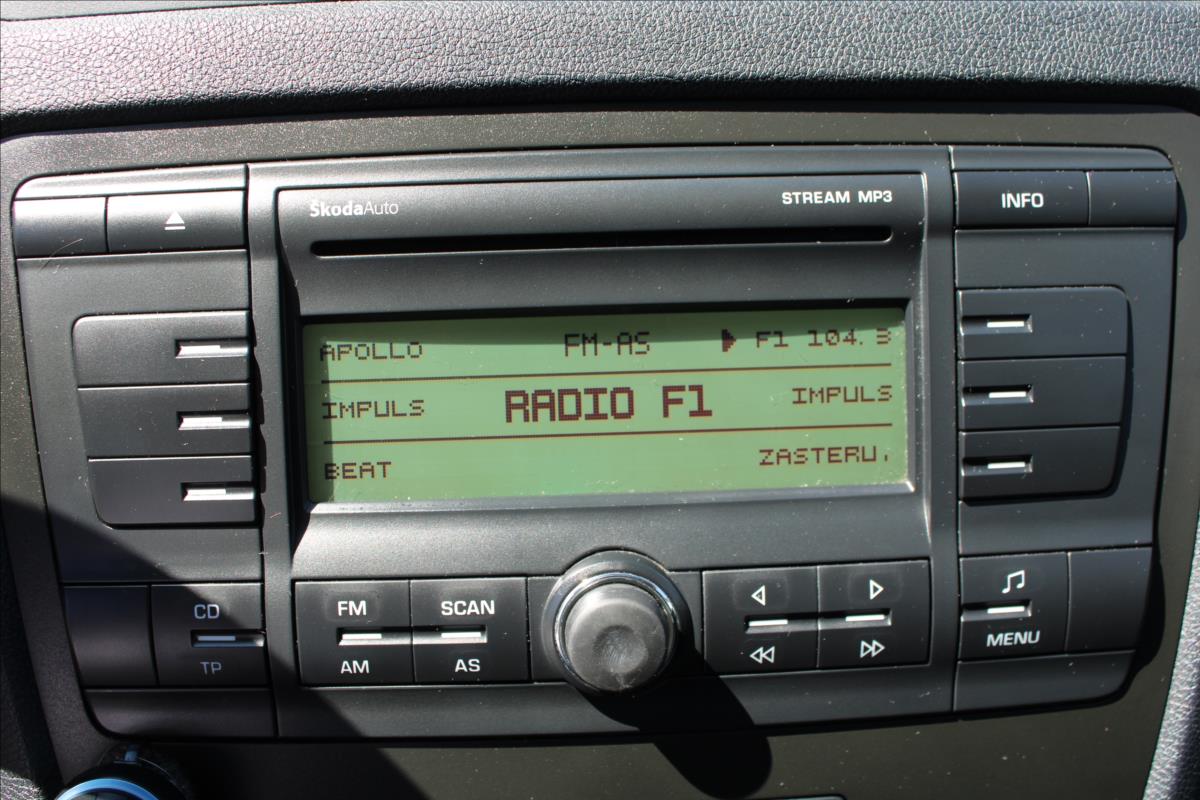 ŠkodaAuto STREAM MP3 INFO
APOLLO FM-AS F1 104.3
IMPULS RADIO F1 IMPULS
BEAT ZASTERU.
CD FM SCAN
TP AM AS MENU